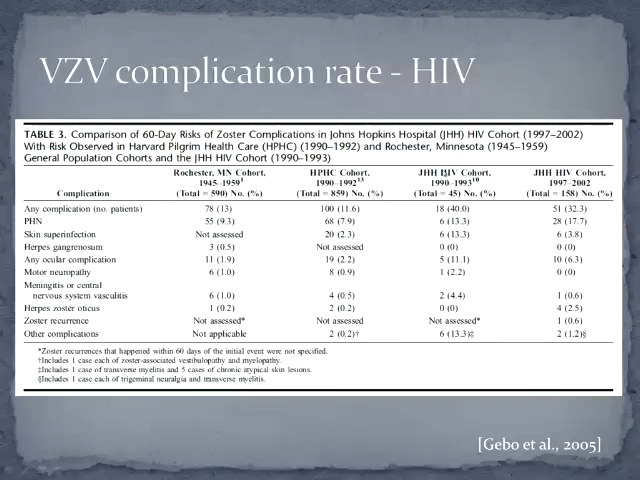 VZV complication rate - HIV
TABLE 3. Comparison of 60-Day Risks of Zoster Complications in Johns Hopkins Hospital (JHH) HIV Cohort (1997–2002)
With Risk Observed in Harvard Pilgrim Health Care (HPHC) (1990–1992) and Rochester, Minnesota (1945–1959)
General Population Cohorts and the JHH HIV Cohort (1990–1993)
Rochester, MN Cohort, HPHC Cohort, JHH HIV Cohort, JHH HIV Cohort,
1945–1959¹ 1990–1992¹³ 1990–1993¹⁰ 1997–2002
Complication (Total = 590) No. (%) (Total = 859) No. (%) (Total = 45) No. (%) (Total = 158) No. (%)
Any complication (no. patients) 78 (13) 100 (11.6) 18 (40.0) 51 (32.3)
PHN 55 (9.3) 68 (7.9) 6 (13.3) 28 (17.7)
Skin superinfection Not assessed 20 (2.3) 6 (13.3) 6 (3.8)
Herpes gangrenosum 3 (0.5) Not assessed 0 (0) 0 (0)
Any ocular complication 11 (1.9) 19 (2.2) 5 (11.1) 10 (6.3)
Motor neuropathy 6 (1.0) 8 (0.9) 1 (2.2) 0 (0)
Meningitis or central
nervous system vasculitis 6 (1.0) 4 (0.5) 2 (4.4) 1 (0.6)
Herpes zoster oticus 1 (0.2) 2 (0.2) 0 (0) 4 (2.5)
Zoster recurrence Not assessed* Not assessed Not assessed* 1 (0.6)
Other complications Not applicable 2 (0.2)† 6 (13.3)‡ 2 (1.2)§
*Zoster recurrences that happened within 60 days of the initial event were not specified.
†Includes 1 case each of zoster-associated vestibulopathy and myelopathy.
‡Includes 1 case of transverse myelitis and 5 cases of chronic atypical skin lesions.
§Includes 1 case each of trigeminal neuralgia and transverse myelitis.
[Gebo et al., 2005]